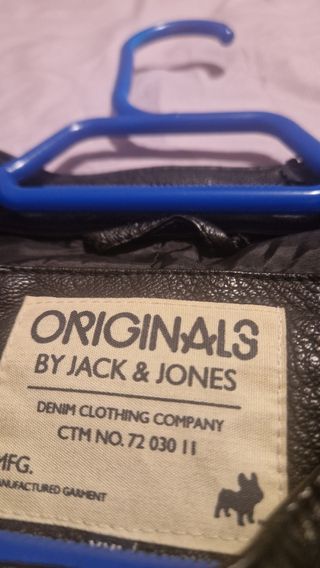 ORIGINALS
BY JACK & JONES
DENIM CLOTHING COMPANY
CTM NO. 72 030 11
MFG.
MANUFACTURED GARMENT